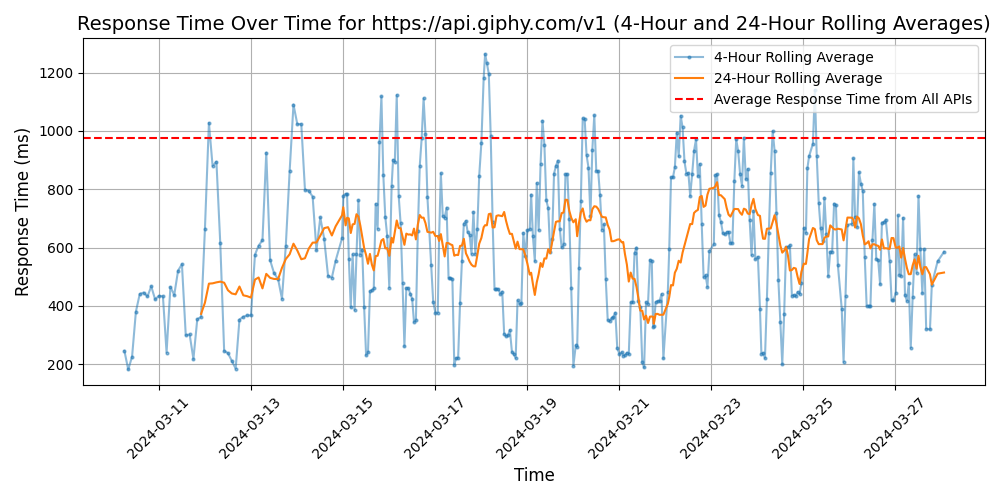 Response Time Over Time for https://api.giphy.com/v1 (4-Hour and 24-Hour Rolling Averages)
4-Hour Rolling Average
24-Hour Rolling Average
Average Response Time from All APIs
Response Time (ms)
1200
1000
800
600
400
200
2024-03-11
2024-03-13
2024-03-15
2024-03-17
2024-03-19
2024-03-21
2024-03-23
2024-03-25
2024-03-27
Time